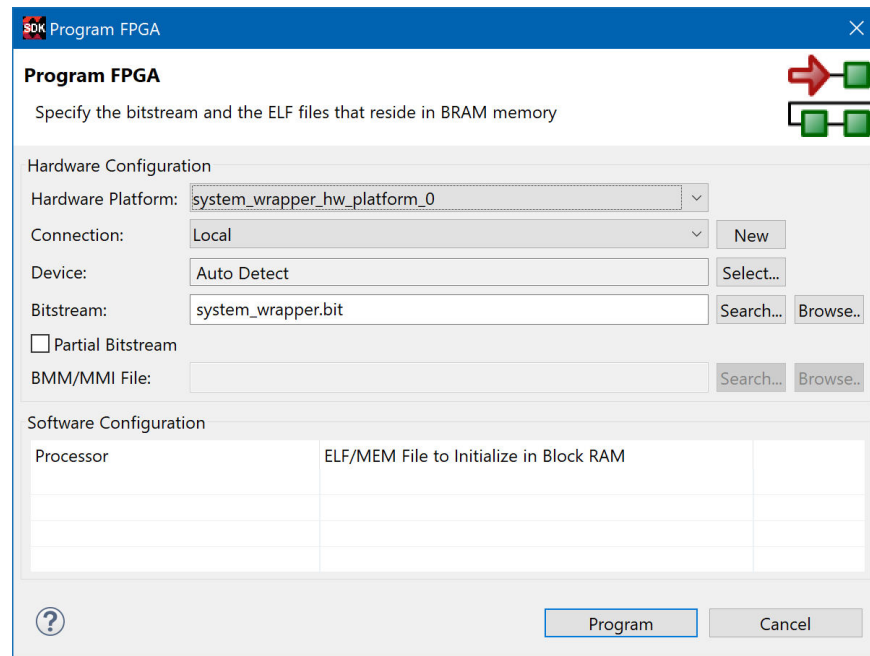 SDK Program FPGA
Program FPGA
Specify the bitstream and the ELF files that reside in BRAM memory
Hardware Configuration
Hardware Platform: system_wrapper_hw_platform_0
Connection: Local New
Device: Auto Detect Select...
Bitstream: system_wrapper.bit Search... Browse..
Partial Bitstream
BMM/MMI File: Search... Browse..
Software Configuration
Processor ELF/MEM File to Initialize in Block RAM
? Program Cancel